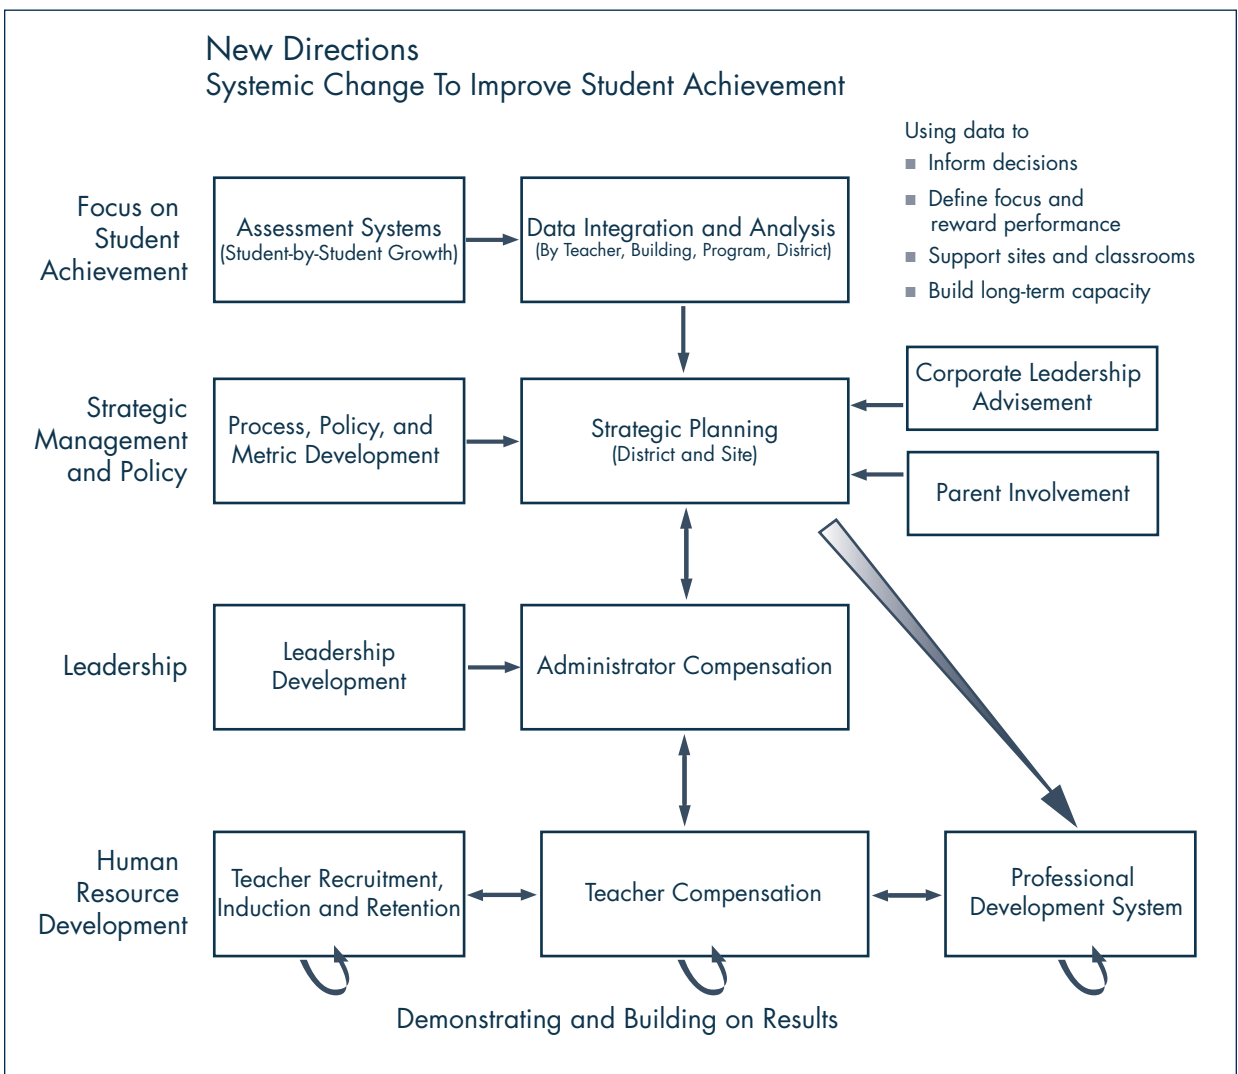 New Directions
Systemic Change To Improve Student Achievement
Using data to
Inform decisions
Define focus and
reward performance
Support sites and classrooms
Build long-term capacity
Focus on
Student
Achievement
Assessment Systems
(Student-by-Student Growth)
Data Integration and Analysis
(By Teacher, Building, Program, District)
Strategic
Management
and Policy
Process, Policy, and
Metric Development
Strategic Planning
(District and Site)
Corporate Leadership
Advisement
Parent Involvement
Leadership
Leadership
Development
Administrator Compensation
Human
Resource
Development
Teacher Recruitment,
Induction and Retention
Teacher Compensation
Professional
Development System
Demonstrating and Building on Results